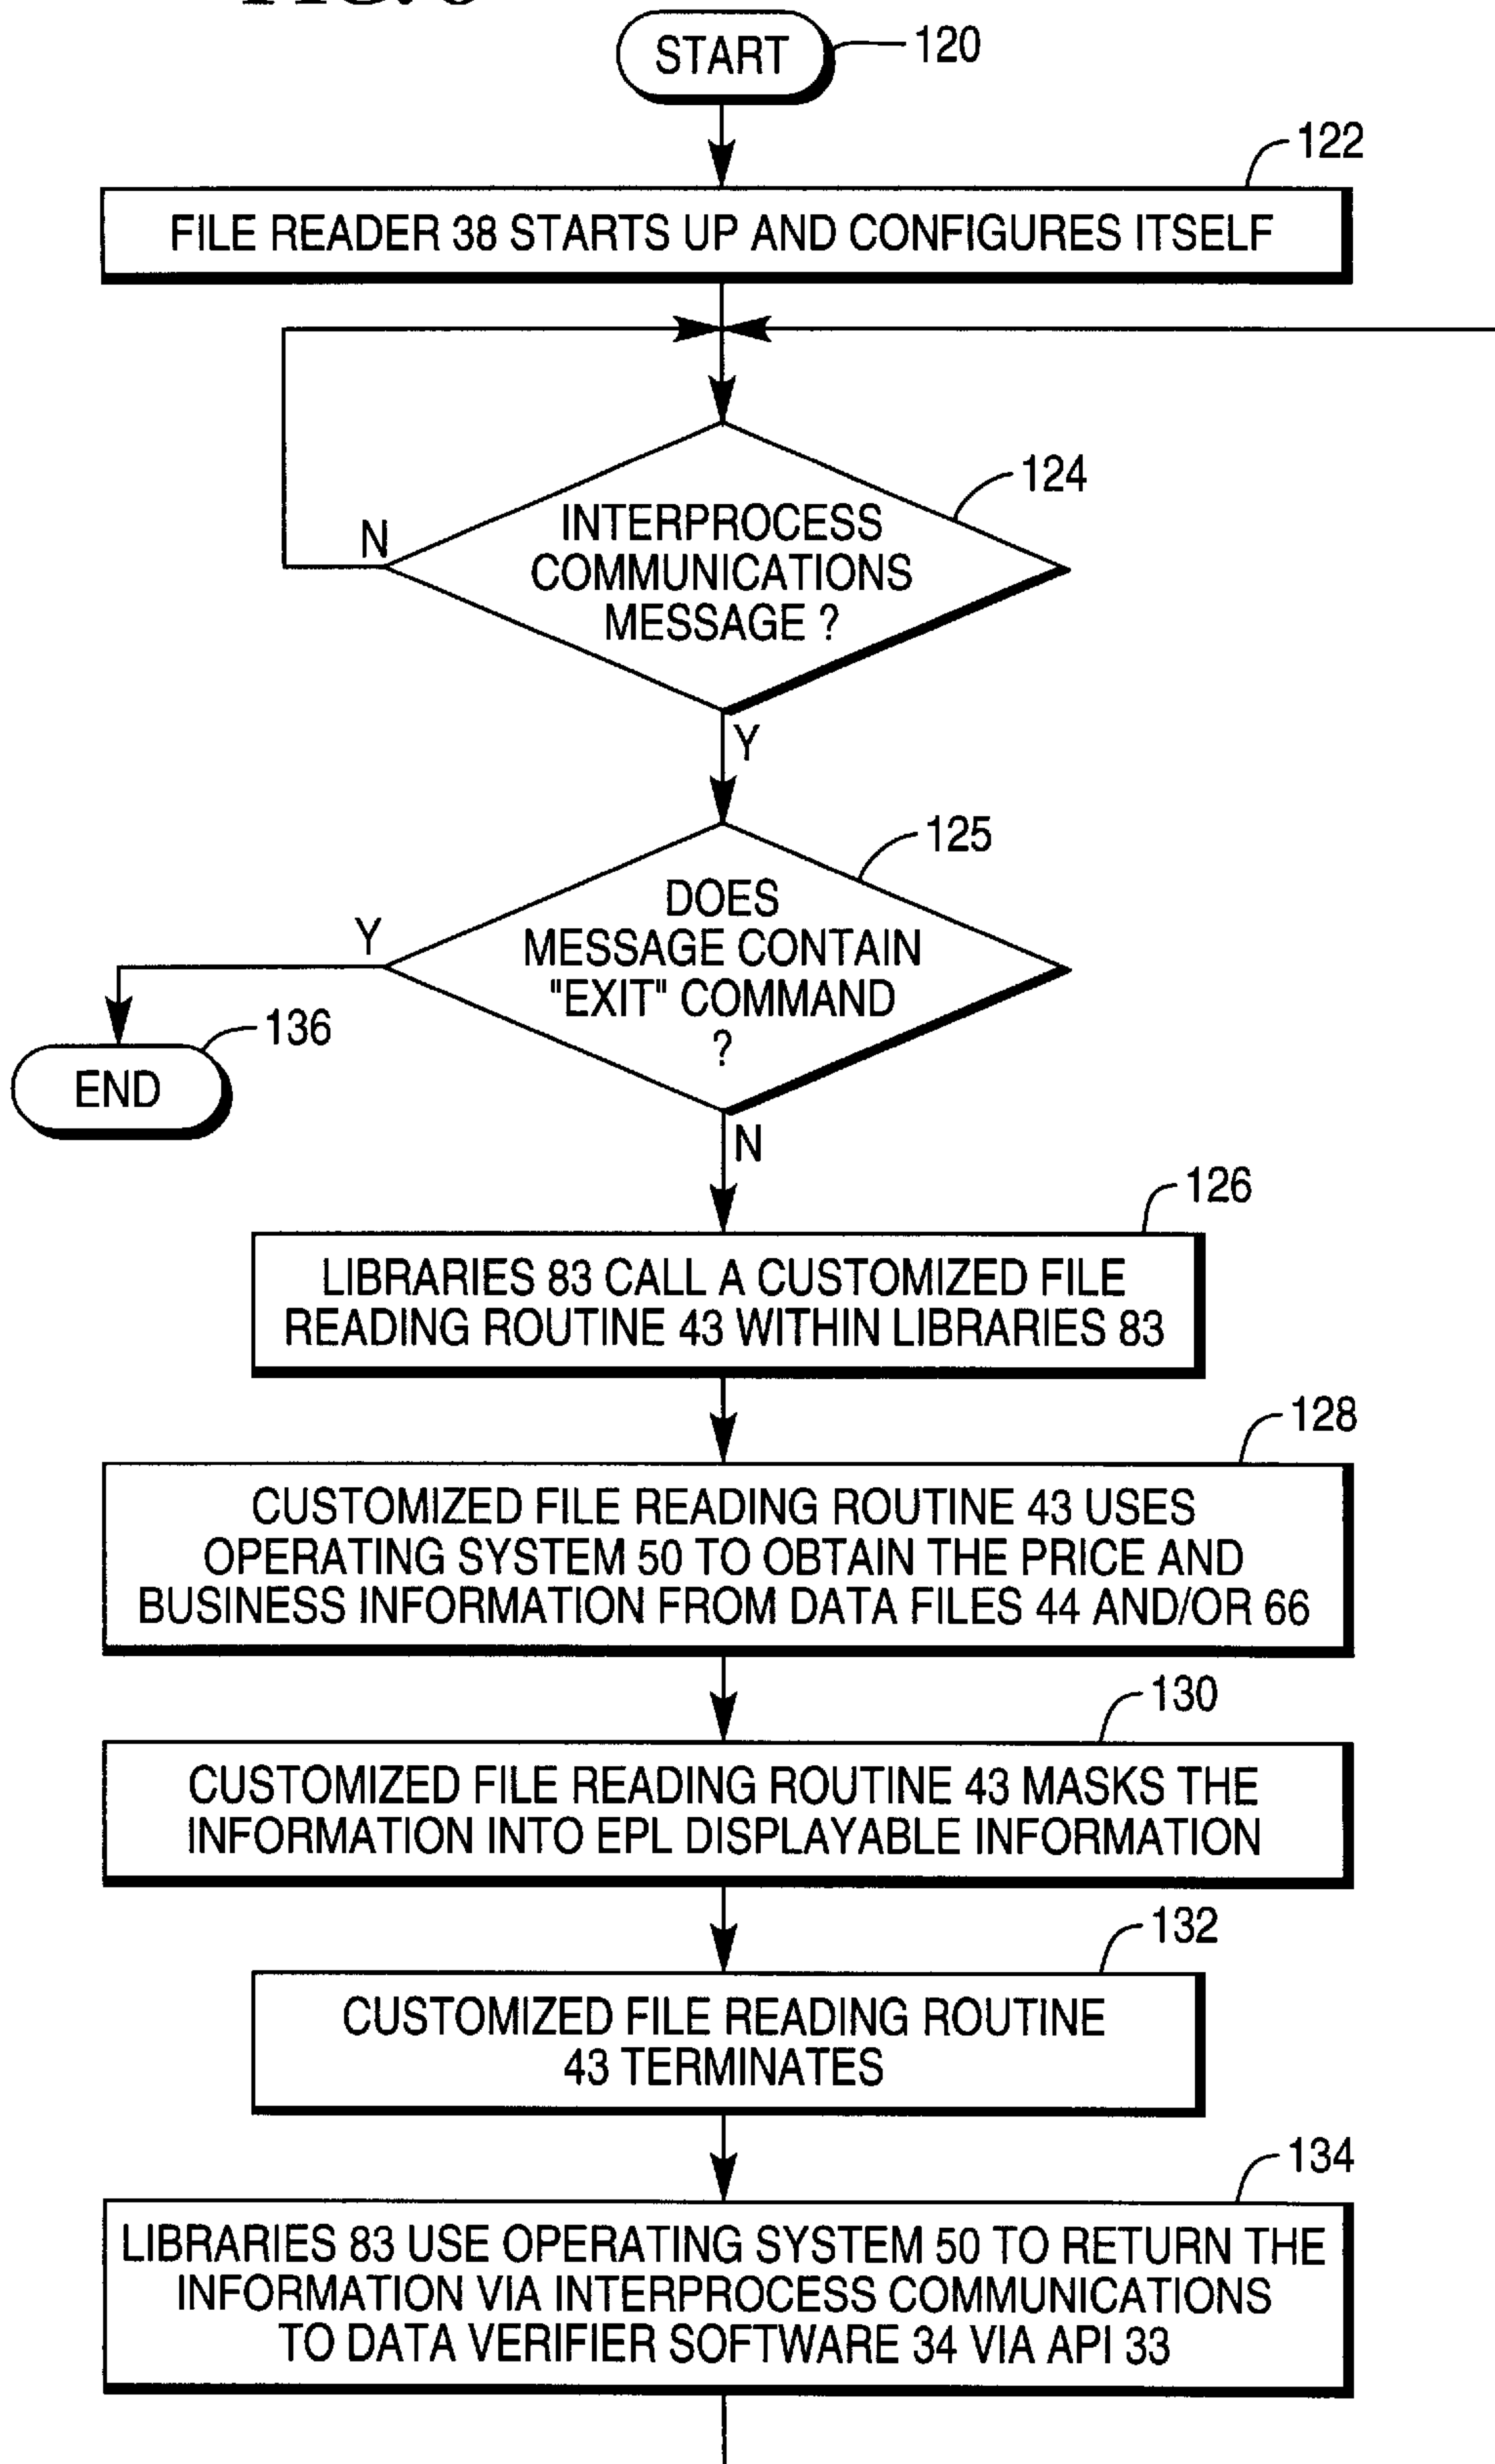 START
120
122
FILE READER 38 STARTS UP AND CONFIGURES ITSELF
124
INTERPROCESS
COMMUNICATIONS
MESSAGE ?
N
Y
125
DOES
MESSAGE CONTAIN
"EXIT" COMMAND
?
Y
136
END
N
126
LIBRARIES 83 CALL A CUSTOMIZED FILE
READING ROUTINE 43 WITHIN LIBRARIES 83
128
CUSTOMIZED FILE READING ROUTINE 43 USES
OPERATING SYSTEM 50 TO OBTAIN THE PRICE AND
BUSINESS INFORMATION FROM DATA FILES 44 AND/OR 66
130
CUSTOMIZED FILE READING ROUTINE 43 MASKS THE
INFORMATION INTO EPL DISPLAYABLE INFORMATION
132
CUSTOMIZED FILE READING ROUTINE
43 TERMINATES
134
LIBRARIES 83 USE OPERATING SYSTEM 50 TO RETURN THE
INFORMATION VIA INTERPROCESS COMMUNICATIONS
TO DATA VERIFIER SOFTWARE 34 VIA API 33